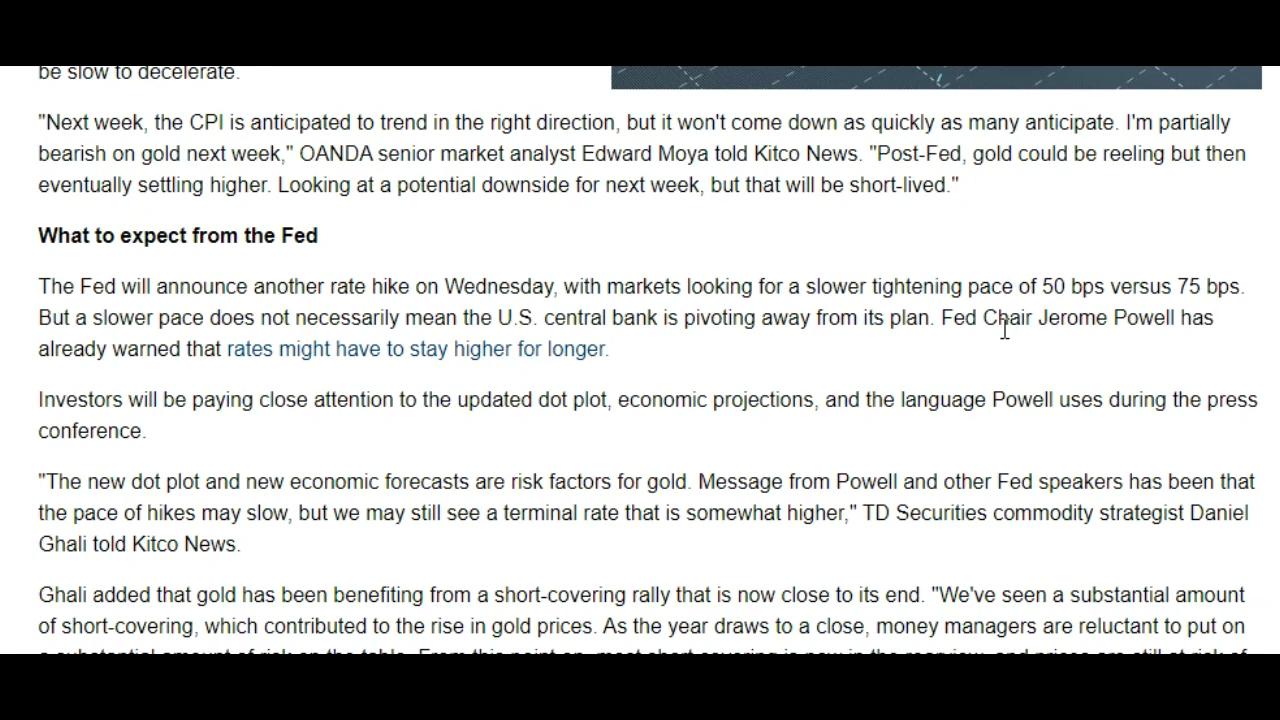 be slow to decelerate.
"Next week, the CPI is anticipated to trend in the right direction, but it won't come down as quickly as many anticipate. I'm partially
bearish on gold next week," OANDA senior market analyst Edward Moya told Kitco News. "Post-Fed, gold could be reeling but then
eventually settling higher. Looking at a potential downside for next week, but that will be short-lived."
What to expect from the Fed
The Fed will announce another rate hike on Wednesday, with markets looking for a slower tightening pace of 50 bps versus 75 bps.
But a slower pace does not necessarily mean the U.S. central bank is pivoting away from its plan. Fed Chair Jerome Powell has
already warned that rates might have to stay higher for longer.
Investors will be paying close attention to the updated dot plot, economic projections, and the language Powell uses during the press
conference.
"The new dot plot and new economic forecasts are risk factors for gold. Message from Powell and other Fed speakers has been that
the pace of hikes may slow, but we may still see a terminal rate that is somewhat higher," TD Securities commodity strategist Daniel
Ghali told Kitco News.
Ghali added that gold has been benefiting from a short-covering rally that is now close to its end. "We've seen a substantial amount
of short-covering, which contributed to the rise in gold prices. As the year draws to a close, money managers are reluctant to put on